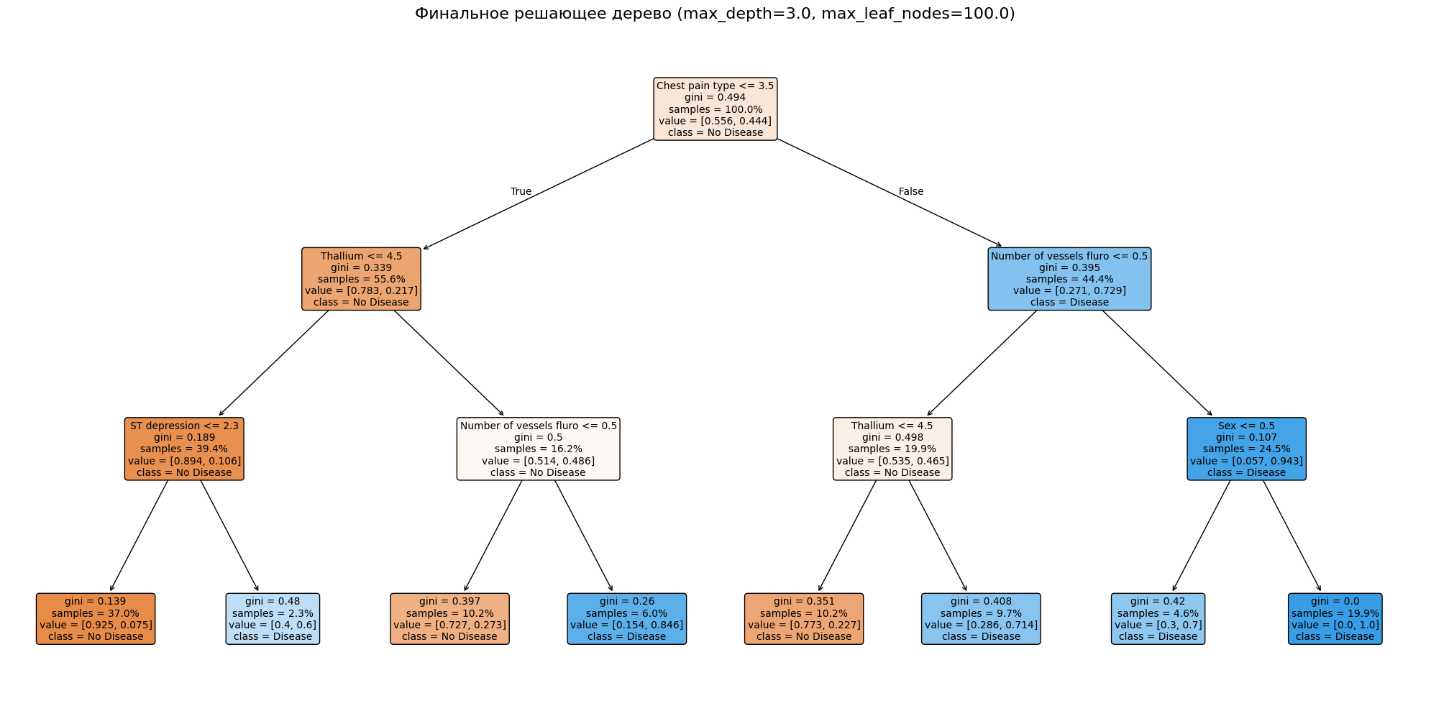 Финальное решающее дерево (max_depth=3.0, max_leaf_nodes=100.0)
Chest pain type <= 3.5
gini = 0.494
samples = 100.0%
value = [0.556, 0.444]
class = No Disease
True
False
Thallium <= 4.5
gini = 0.339
samples = 55.6%
value = [0.783, 0.217]
class = No Disease
Number of vessels fluro <= 0.5
gini = 0.395
samples = 44.4%
value = [0.271, 0.729]
class = Disease
ST depression <= 2.3
gini = 0.189
samples = 39.4%
value = [0.894, 0.106]
class = No Disease
Number of vessels fluro <= 0.5
gini = 0.5
samples = 16.2%
value = [0.514, 0.486]
class = No Disease
Thallium <= 4.5
gini = 0.498
samples = 19.9%
value = [0.535, 0.465]
class = No Disease
Sex <= 0.5
gini = 0.107
samples = 24.5%
value = [0.057, 0.943]
class = Disease
gini = 0.139
samples = 37.0%
value = [0.925, 0.075]
class = No Disease
gini = 0.48
samples = 2.3%
value = [0.4, 0.6]
class = Disease
gini = 0.397
samples = 10.2%
value = [0.727, 0.273]
class = No Disease
gini = 0.26
samples = 6.0%
value = [0.154, 0.846]
class = Disease
gini = 0.351
samples = 10.2%
value = [0.773, 0.227]
class = No Disease
gini = 0.408
samples = 9.7%
value = [0.286, 0.714]
class = Disease
gini = 0.42
samples = 4.6%
value = [0.3, 0.7]
class = Disease
gini = 0.0
samples = 19.9%
value = [0.0, 1.0]
class = Disease